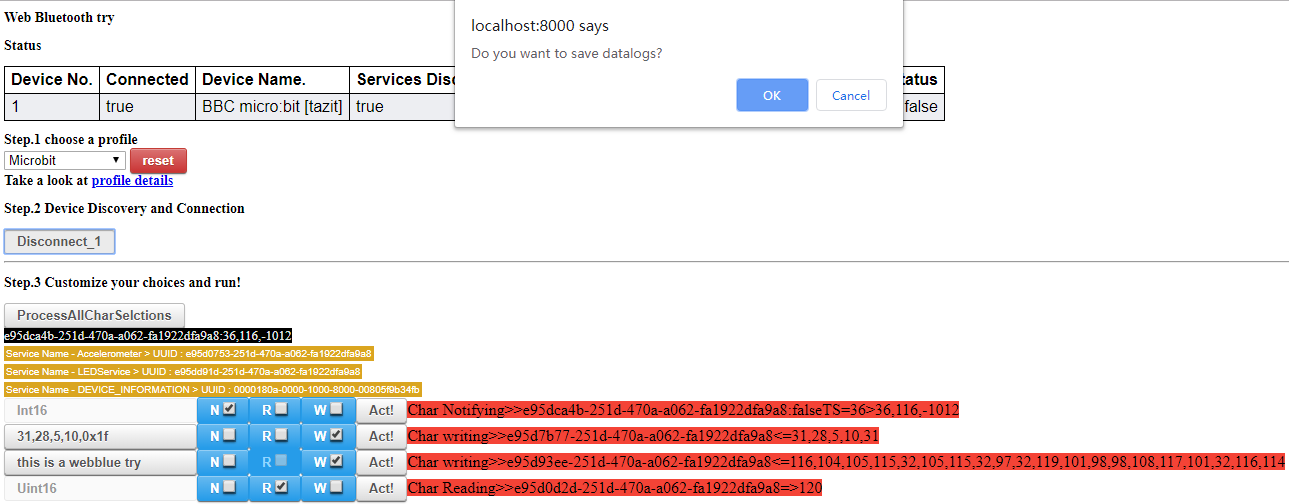 Web Bluetooth try
localhost:8000 says
Do you want to save datalogs?
OK Cancel
Status
Device No. Connected Device Name. Services Disc tatus
1 true BBC micro:bit [tazit] true false
Step.1 choose a profile
Microbit reset
Take a look at profile details
Step.2 Device Discovery and Connection
Disconnect_1
Step.3 Customize your choices and run!
ProcessAllCharSelctions
e95dca4b-251d-470a-a062-fa1922dfa9a8:36,116,-1012
Service Name - Accelerometer > UUID : e95d0753-251d-470a-a062-fa1922dfa9a8
Service Name - LEDService > UUID : e95dd91d-251d-470a-a062-fa1922dfa9a8
Service Name - DEVICE_INFORMATION > UUID : 0000180a-0000-1000-8000-00805f9b34fb
Int16 N R W Act! Char Notifying>>e95dca4b-251d-470a-a062-fa1922dfa9a8:falseTS=36>36,116,-1012
31,28,5,10,0x1f N R W Act! Char writing>>e95d7b77-251d-470a-a062-fa1922dfa9a8<=31,28,5,10,31
this is a webblue try N R W Act! Char writing>>e95d93ee-251d-470a-a062-fa1922dfa9a8<=116,104,105,115,32,105,115,32,97,32,119,101,98,98,108,117,101,32,116,114
Uint16 N R W Act! Char Reading>>e95d0d2d-251d-470a-a062-fa1922dfa9a8=>120